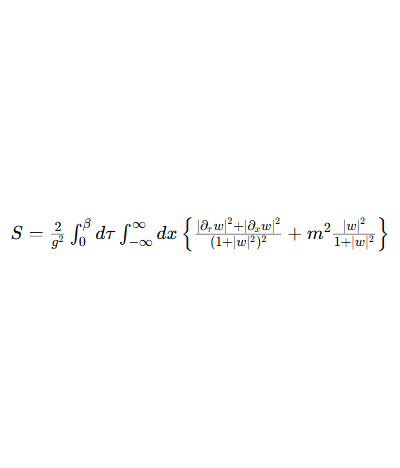 S = \frac{2}{g^2} \int_0^\beta d\tau \int_{-\infty}^{\infty} dx \left\{ \frac{|\partial_\tau w|^2 + |\partial_x w|^2}{(1+|w|^2)^2} + m^2 \frac{|w|^2}{1+|w|^2} \right\}